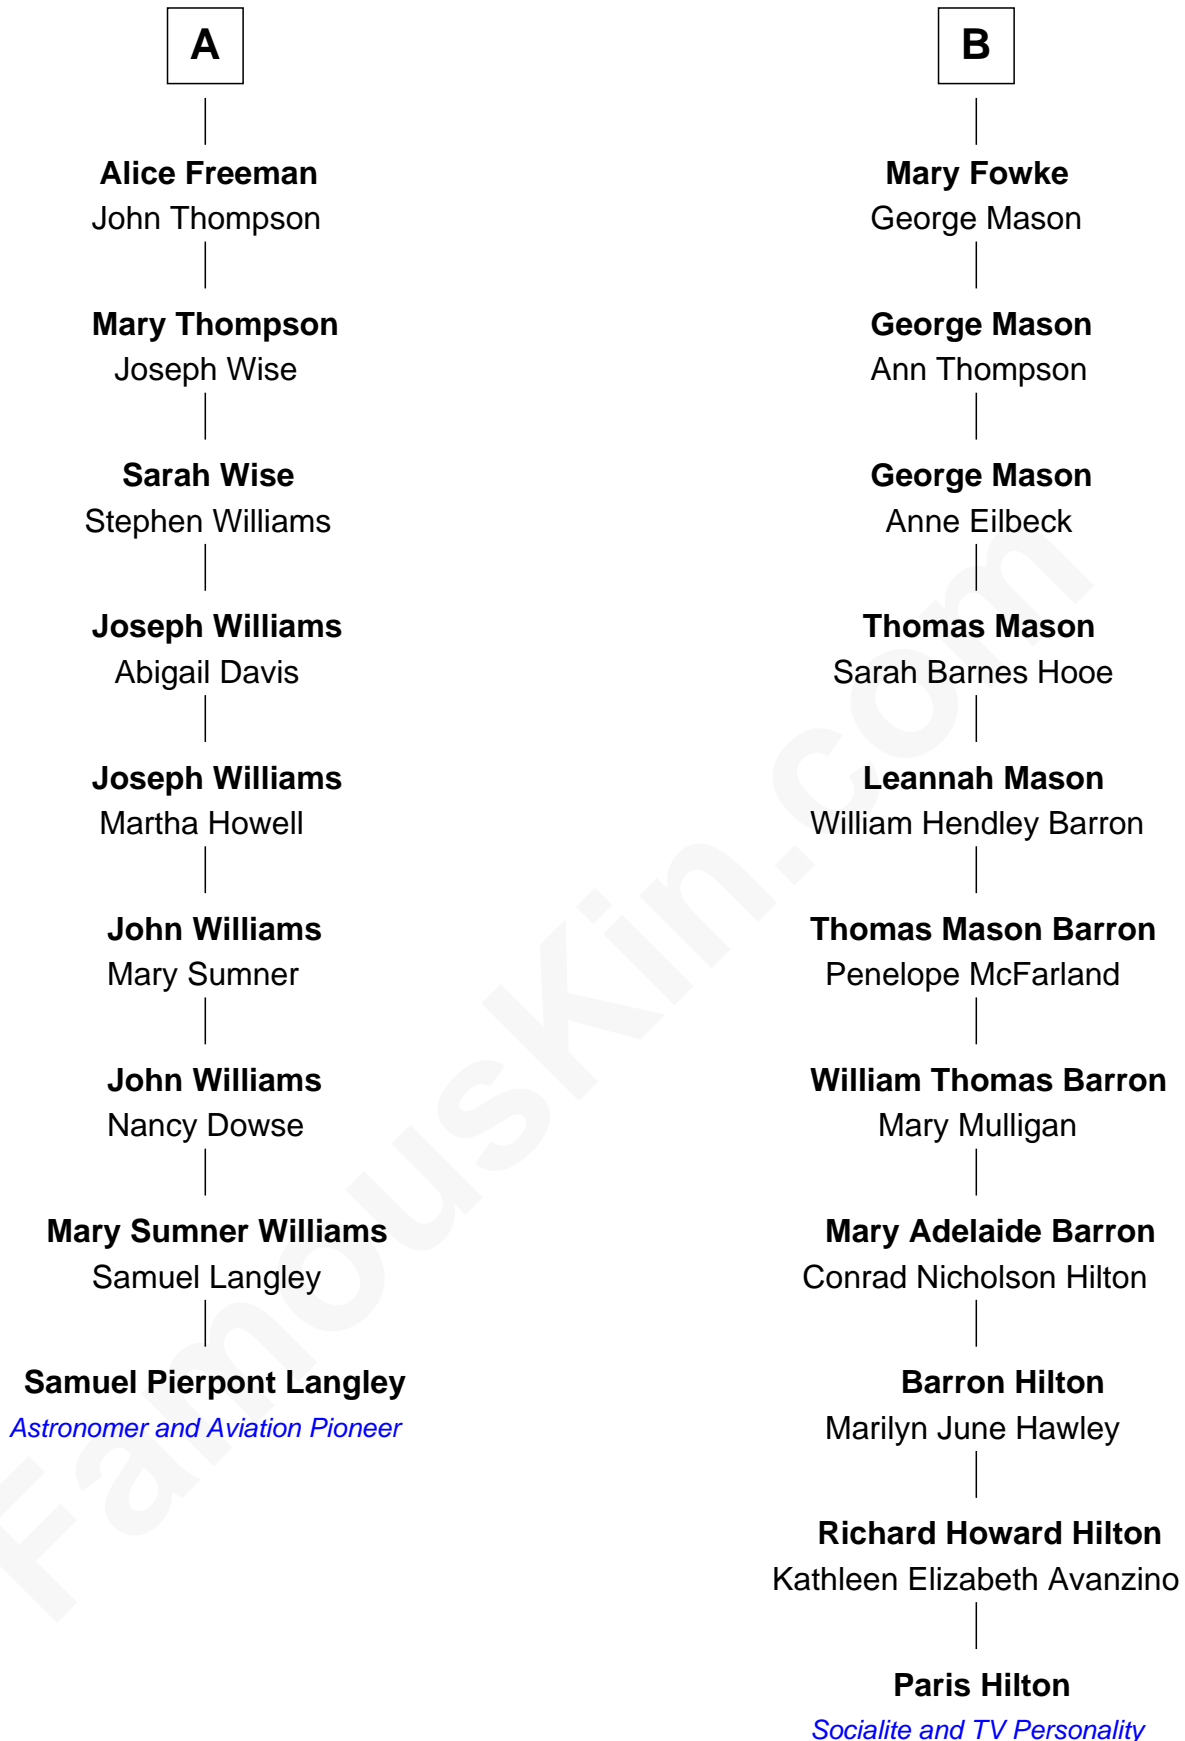 A
Alice Freeman
John Thompson
Mary Thompson
Joseph Wise
Sarah Wise
Stephen Williams
Joseph Williams
Abigail Davis
Joseph Williams
Martha Howell
John Williams
Mary Sumner
John Williams
Nancy Dowse
Mary Sumner Williams
Samuel Langley
Samuel Pierpont Langley
Astronomer and Aviation Pioneer
B
Mary Fowke
George Mason
George Mason
Ann Thompson
George Mason
Anne Eilbeck
Thomas Mason
Sarah Barnes Hooe
Leannah Mason
William Hendley Barron
Thomas Mason Barron
Penelope McFarland
William Thomas Barron
Mary Mulligan
Mary Adelaide Barron
Conrad Nicholson Hilton
Barron Hilton
Marilyn June Hawley
Richard Howard Hilton
Kathleen Elizabeth Avanzino
Paris Hilton
Socialite and TV Personality
FamousKin.com